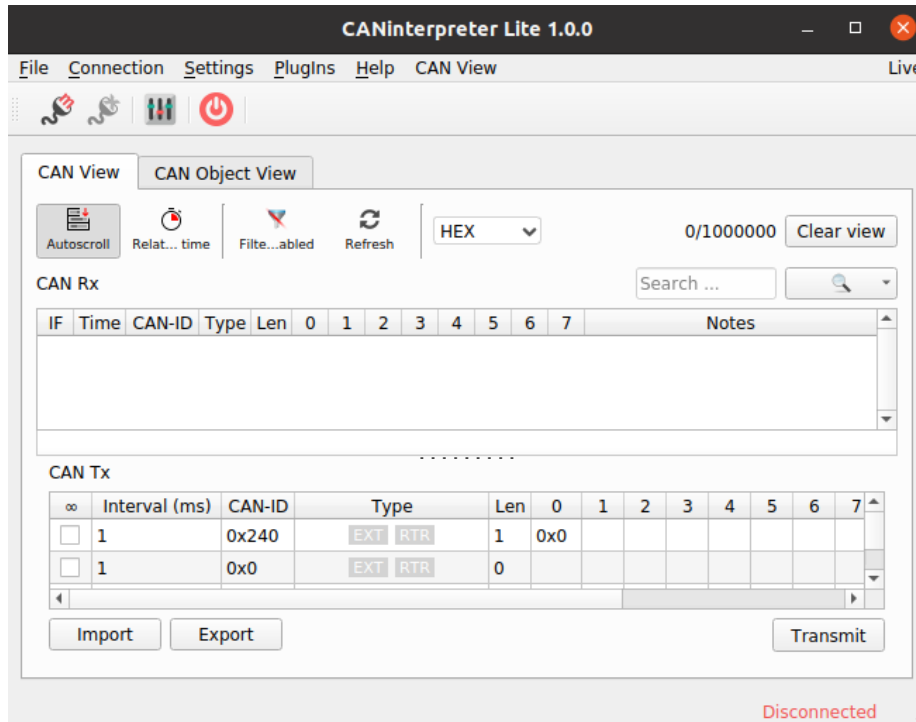 CANinterpreter Lite 1.0.0
File Connection Settings PlugIns Help CAN View Live
CAN View CAN Object View
Autoscroll Relat... time Filte...abled Refresh HEX 0/1000000 Clear view
CAN Rx Search ...
IF Time CAN-ID Type Len 0 1 2 3 4 5 6 7 Notes
CAN Tx
∞ Interval (ms) CAN-ID Type Len 0 1 2 3 4 5 6 7
1 0x240 EXT RTR 1 0x0
1 0x0 EXT RTR 0
Import Export Transmit
Disconnected